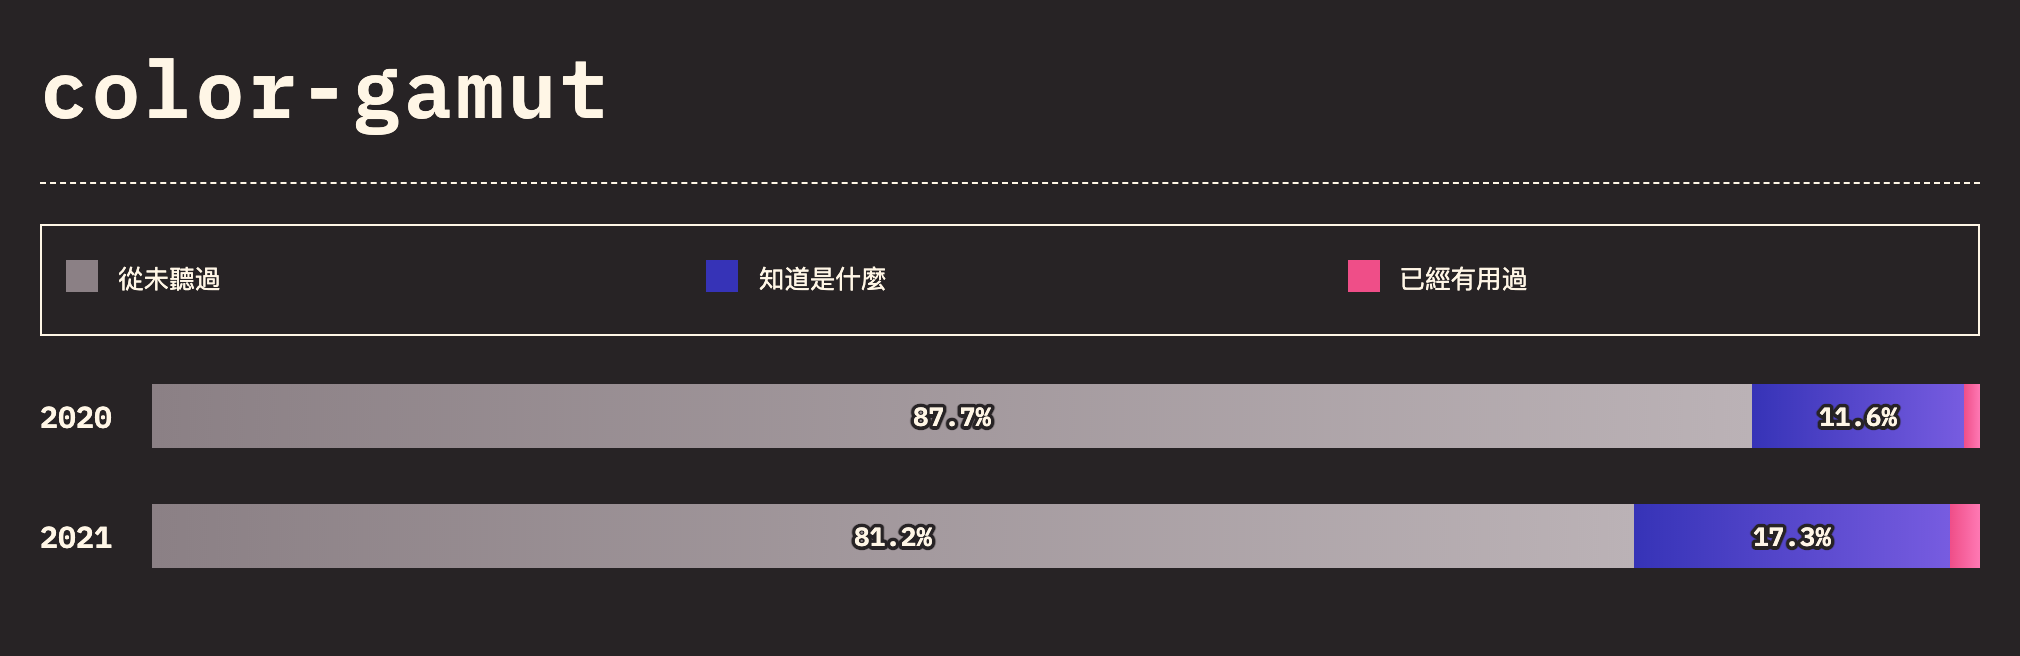 color-gamut
從未聽過 知道是什麼 已經有用過
2020 87.7% 11.6%
2021 81.2% 17.3%